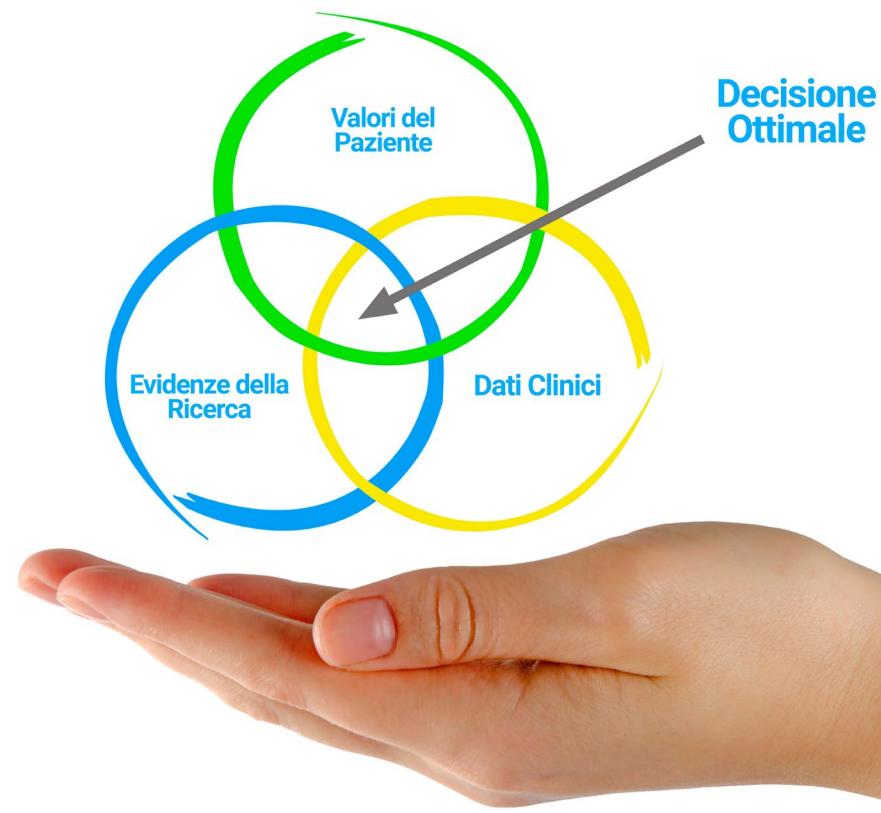 Valori del
Paziente
Decisione
Ottimale
Evidenze della
Ricerca
Dati Clinici